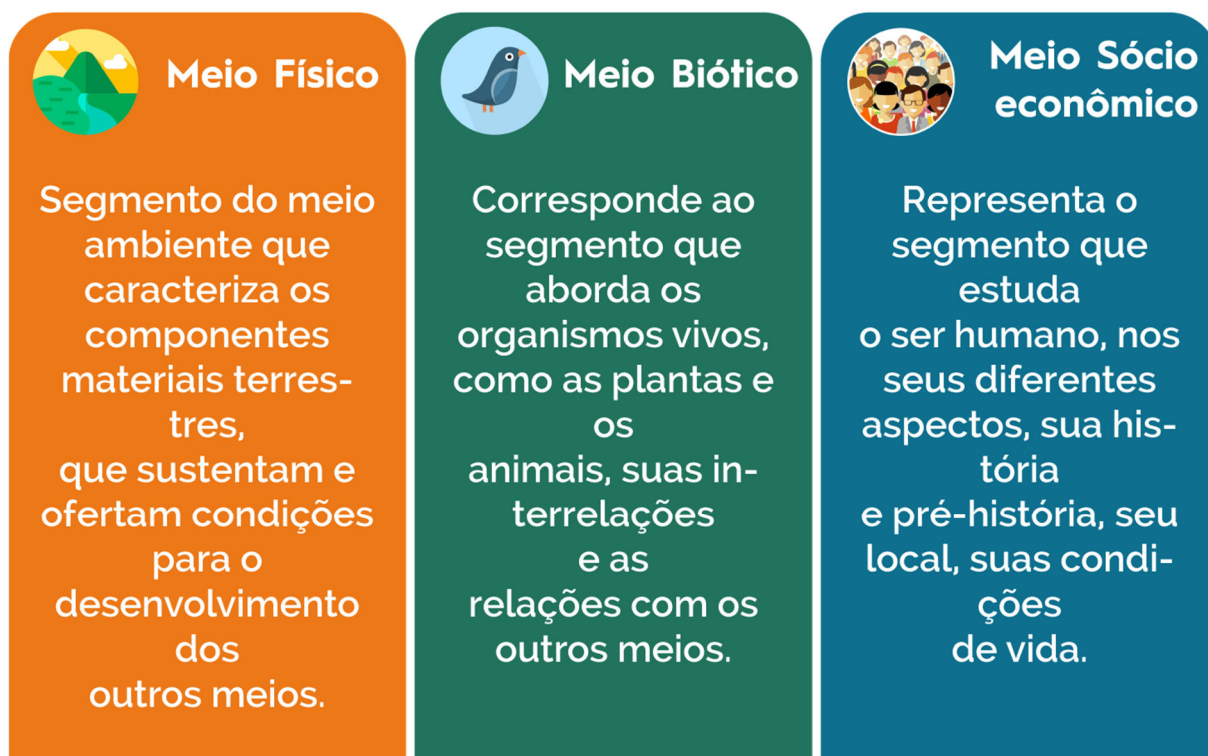 Meio Físico
Segmento do meio
ambiente que
caracteriza os
componentes
materiais terres-
tres,
que sustentam e
ofertam condições
para o
desenvolvimento
dos
outros meios.
Meio Biótico
Corresponde ao
segmento que
aborda os
organismos vivos,
como as plantas e
os
animais, suas in-
terrelações
e as
relações com os
outros meios.
Meio Sócio
econômico
Representa o
segmento que
estuda
o ser humano, nos
seus diferentes
aspectos, sua his-
tória
e pré-história, seu
local, suas condi-
ções
de vida.